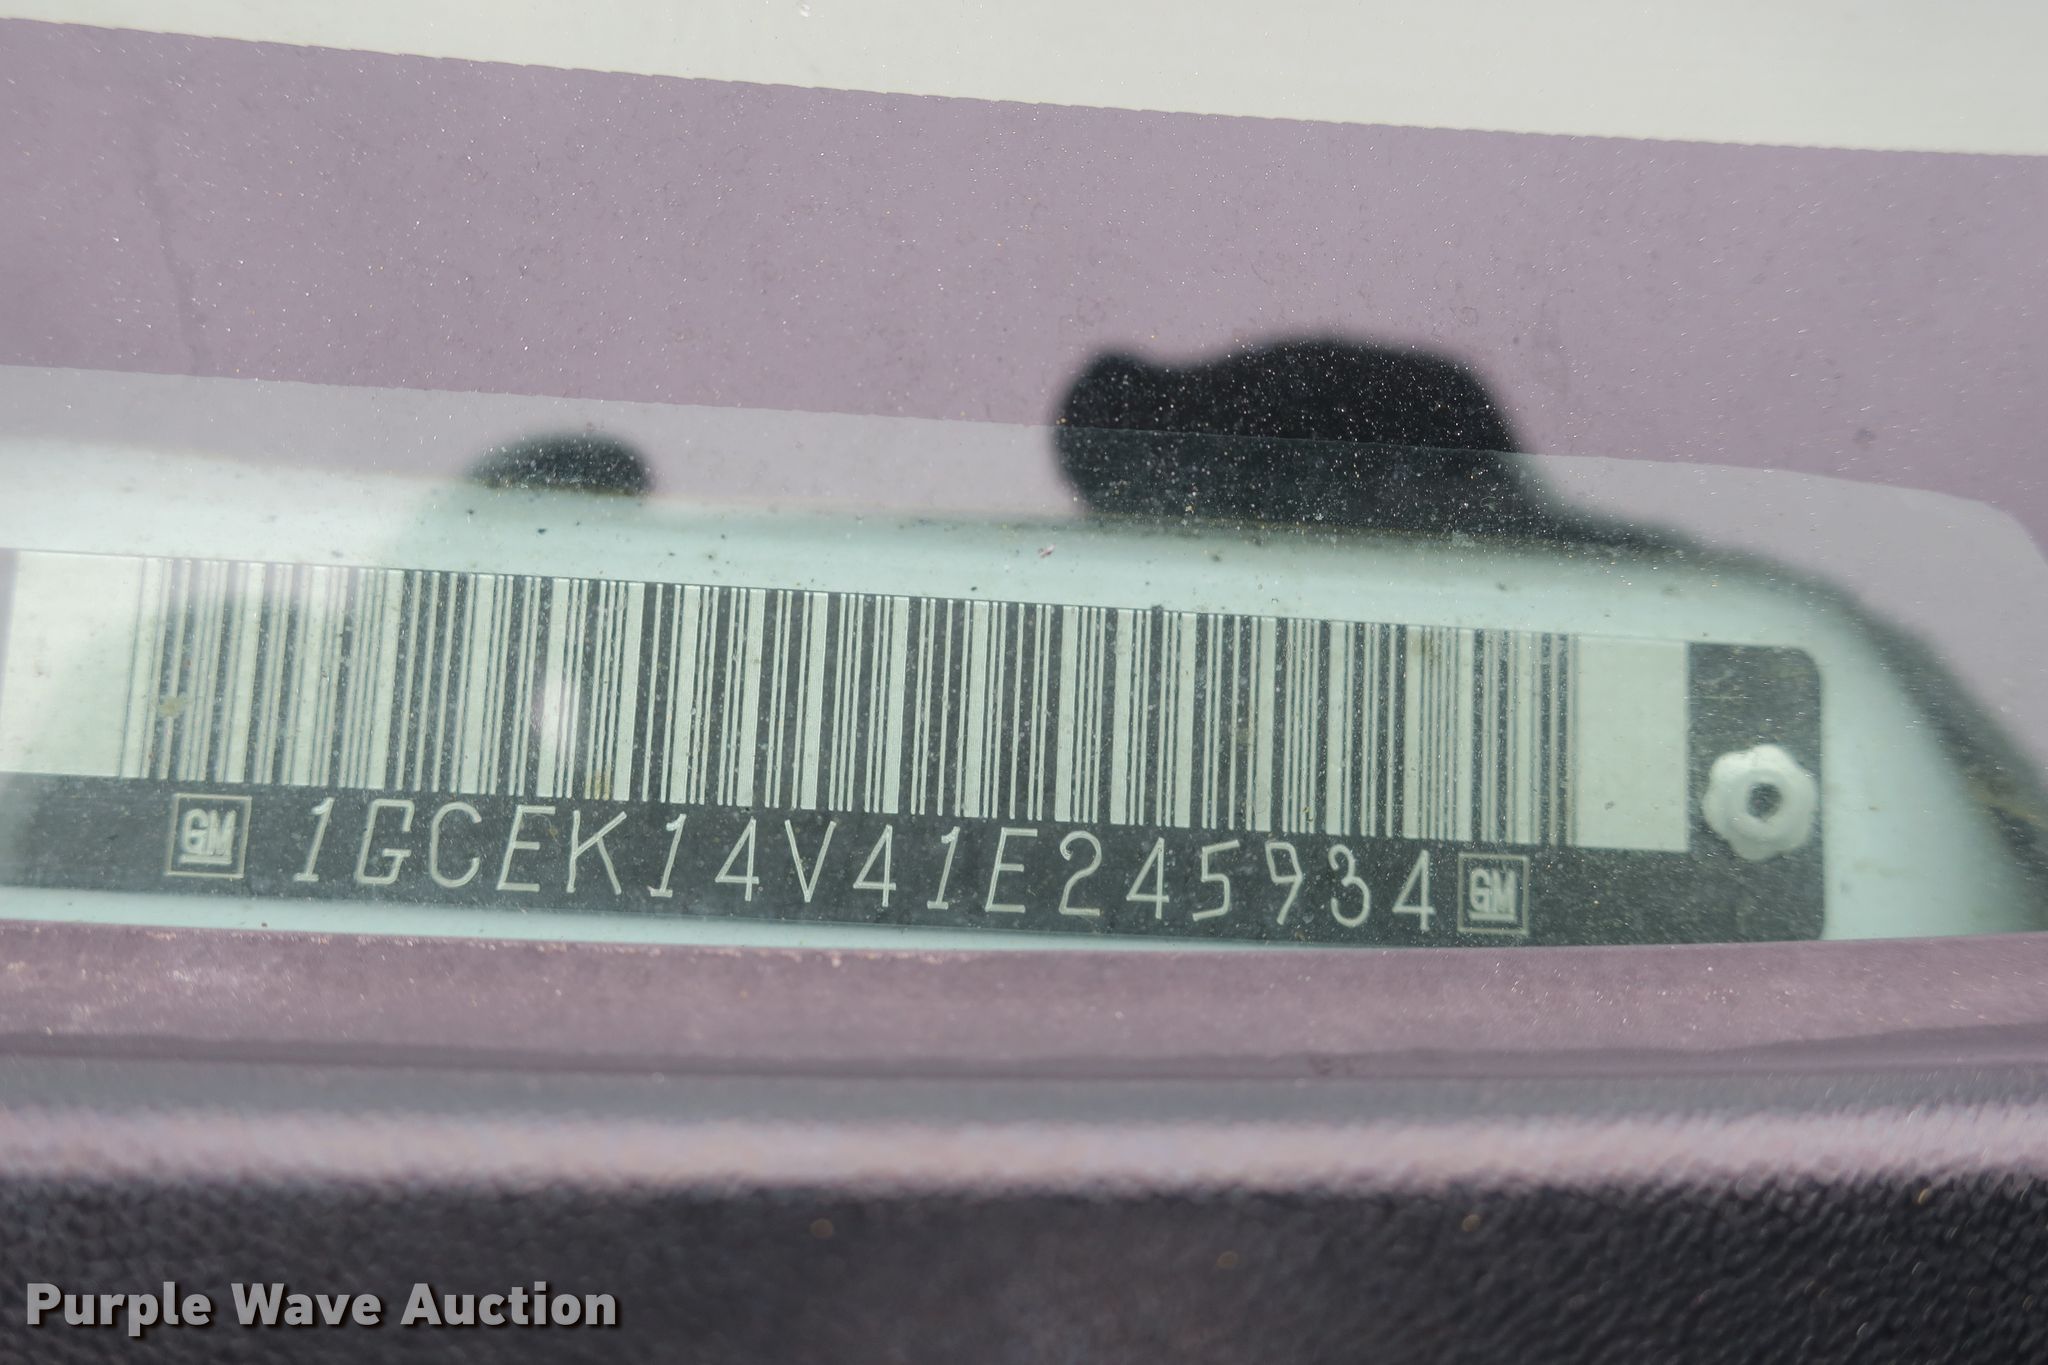 GM 1GCEK14V41E245934 GM
Purple Wave Auction